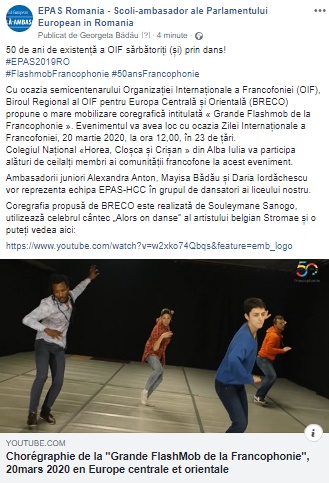 EPAS Romania - Scoli-ambasador ale Parlamentului
European in Romania
Publicat de Georgeta Bădău [?] · 4 minute ·
50 de ani de existență a OIF sărbătoriți (și) prin dans!
#EPAS2019RO
#FlashmobFrancophonie #50ansFrancophonie
Cu ocazia semicentenarului Organizației Internaționale a Francofoniei (OIF),
Biroul Regional al OIF pentru Europa Centrală și Orientală (BRECO)
propune o mare mobilizare coregrafică intitulată « Grande Flashmob de la
Francophonie ». Evenimentul va avea loc cu ocazia Zilei Internaționale a
Francofoniei, 20 martie 2020, la ora 12,00, în 23 de țări.
Colegiul Național «Horea, Cloșca și Crișan » din Alba Iulia va participa
alături de ceilalți membri ai comunității francofone la acest eveniment.
Ambasadorii juniori Alexandra Anton, Mayisa Bădău și Daria Iordăchescu
vor reprezenta echipa EPAS-HCC în grupul de dansatori ai liceului nostru.
Coregrafia propusă de BRECO este realizată de Souleymane Sanogo,
utilizează celebrul cântec „Alors on danse” al artistului belgian Stromae și o
puteți vedea aici:
https://www.youtube.com/watch?v=w2xko74Qbqs&feature=emb_logo
50
YOUTUBE.COM
Chorégraphie de la "Grande FlashMob de la Francophonie",
20mars 2020 en Europe centrale et orientale